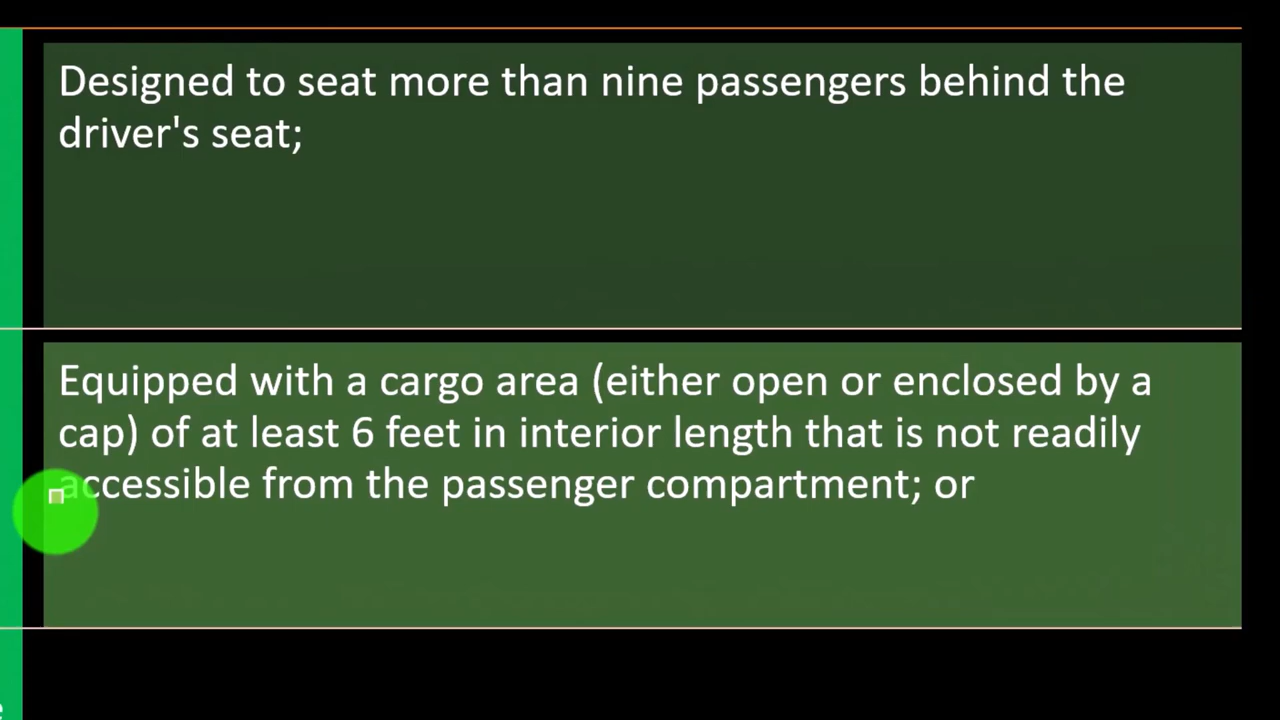 Designed to seat more than nine passengers behind the
driver's seat;
Equipped with a cargo area (either open or enclosed by a
cap) of at least 6 feet in interior length that is not readily
accessible from the passenger compartment; or